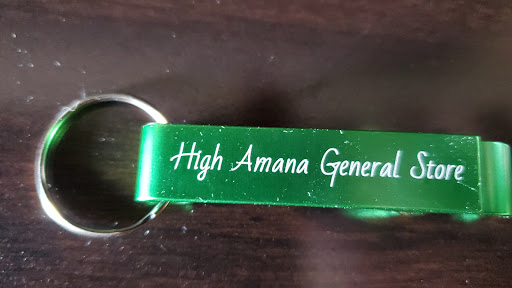 High Amana General Store